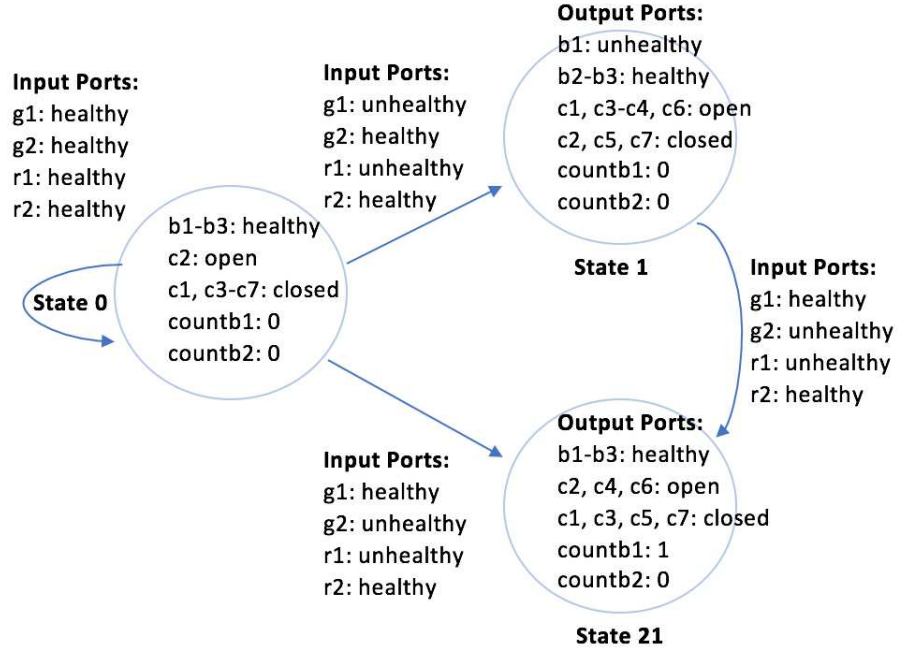 Input Ports:
g1: healthy
g2: healthy
r1: healthy
r2: healthy
State 0
b1-b3: healthy
c2: open
c1, c3-c7: closed
countb1: 0
countb2: 0
Input Ports:
g1: unhealthy
g2: healthy
r1: unhealthy
r2: healthy
Output Ports:
b1: unhealthy
b2-b3: healthy
c1, c3-c4, c6: open
c2, c5, c7: closed
countb1: 0
countb2: 0
State 1
Input Ports:
g1: healthy
g2: unhealthy
r1: unhealthy
r2: healthy
Input Ports:
g1: healthy
g2: unhealthy
r1: unhealthy
r2: healthy
Output Ports:
b1-b3: healthy
c2, c4, c6: open
c1, c3, c5, c7: closed
countb1: 1
countb2: 0
State 21